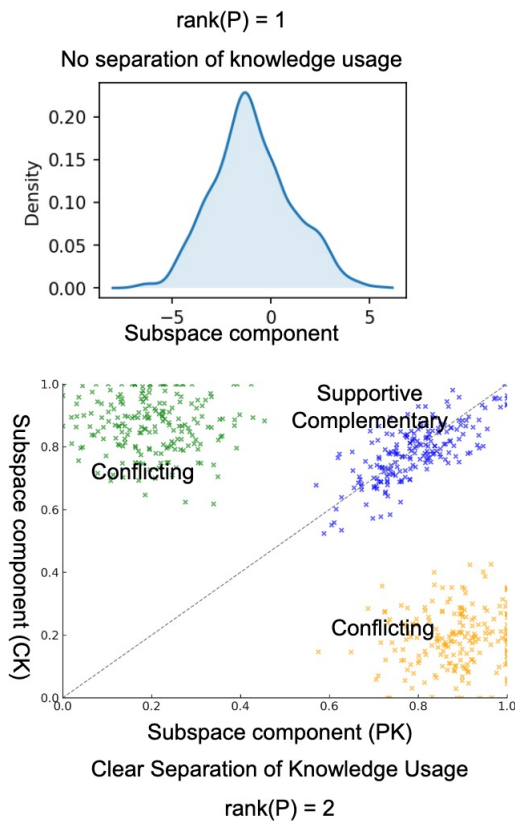 rank(P) = 1
No separation of knowledge usage
0.20
0.15
0.10
0.05
0.00
Density
−5
0
5
Subspace component
1.0
0.8
0.6
0.4
0.2
0.0
Subspace component (CK)
Supportive
Complementary
Conflicting
Conflicting
0.0
0.2
0.4
0.6
0.8
1.0
Subspace component (PK)
Clear Separation of Knowledge Usage
rank(P) = 2